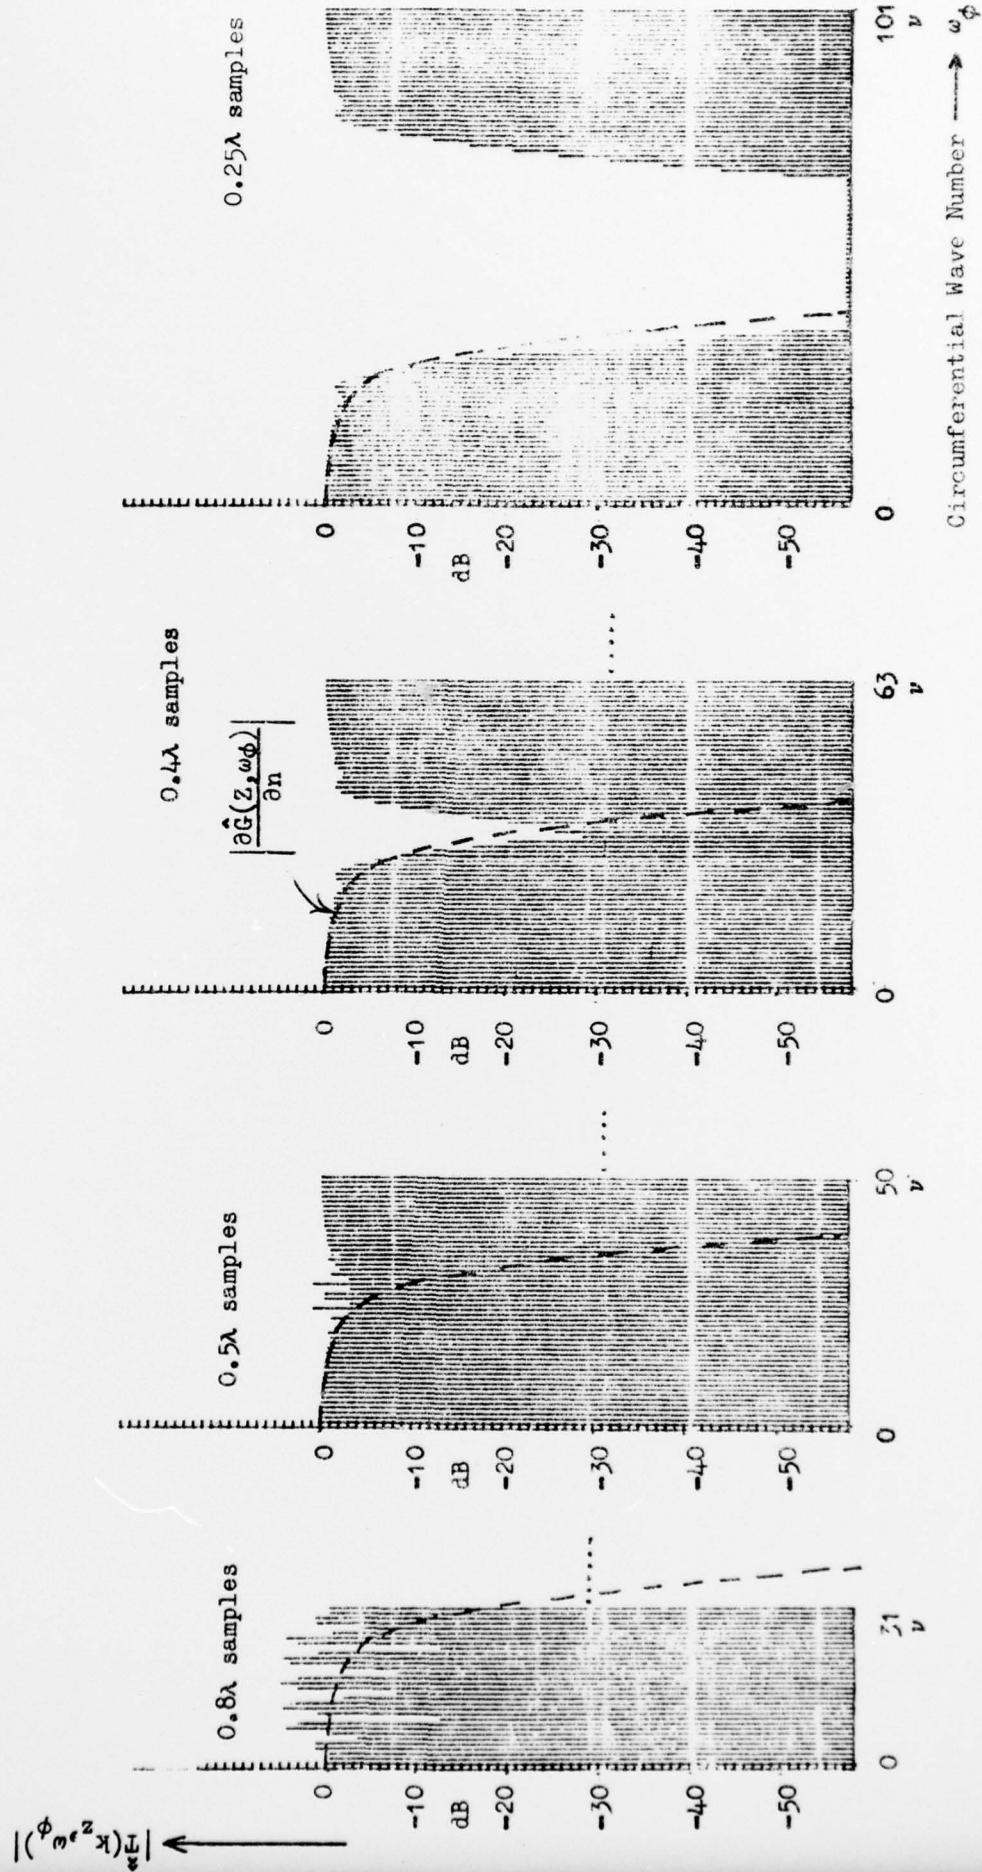 |T̂(k_z, ω_φ)|
0.8λ samples
0
-10
dB
-20
-30
-40
-50
0
31
ν
0.5λ samples
0
-10
dB
-20
-30
-40
-50
0
50
ν
0.4λ samples
|∂Ĝ(Z,ω_φ)/∂n|
0
-10
dB
-20
-30
-40
-50
0
63
ν
0.25λ samples
0
-10
dB
-20
-30
-40
-50
0
101
ν
Circumferential Wave Number → ω_φ